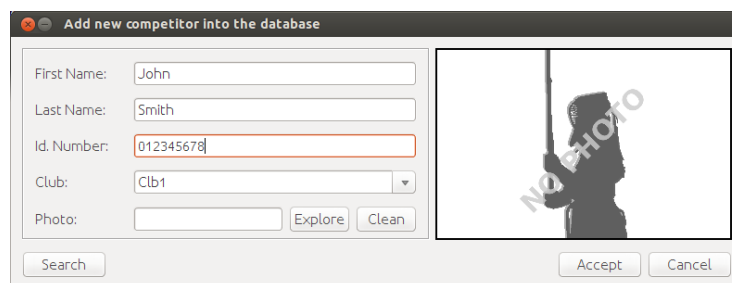 Add new competitor into the database
First Name: John
Last Name: Smith
Id. Number: 012345678
Club: Clb1
Photo: Explore Clean
NO PHOTO
Search Accept Cancel